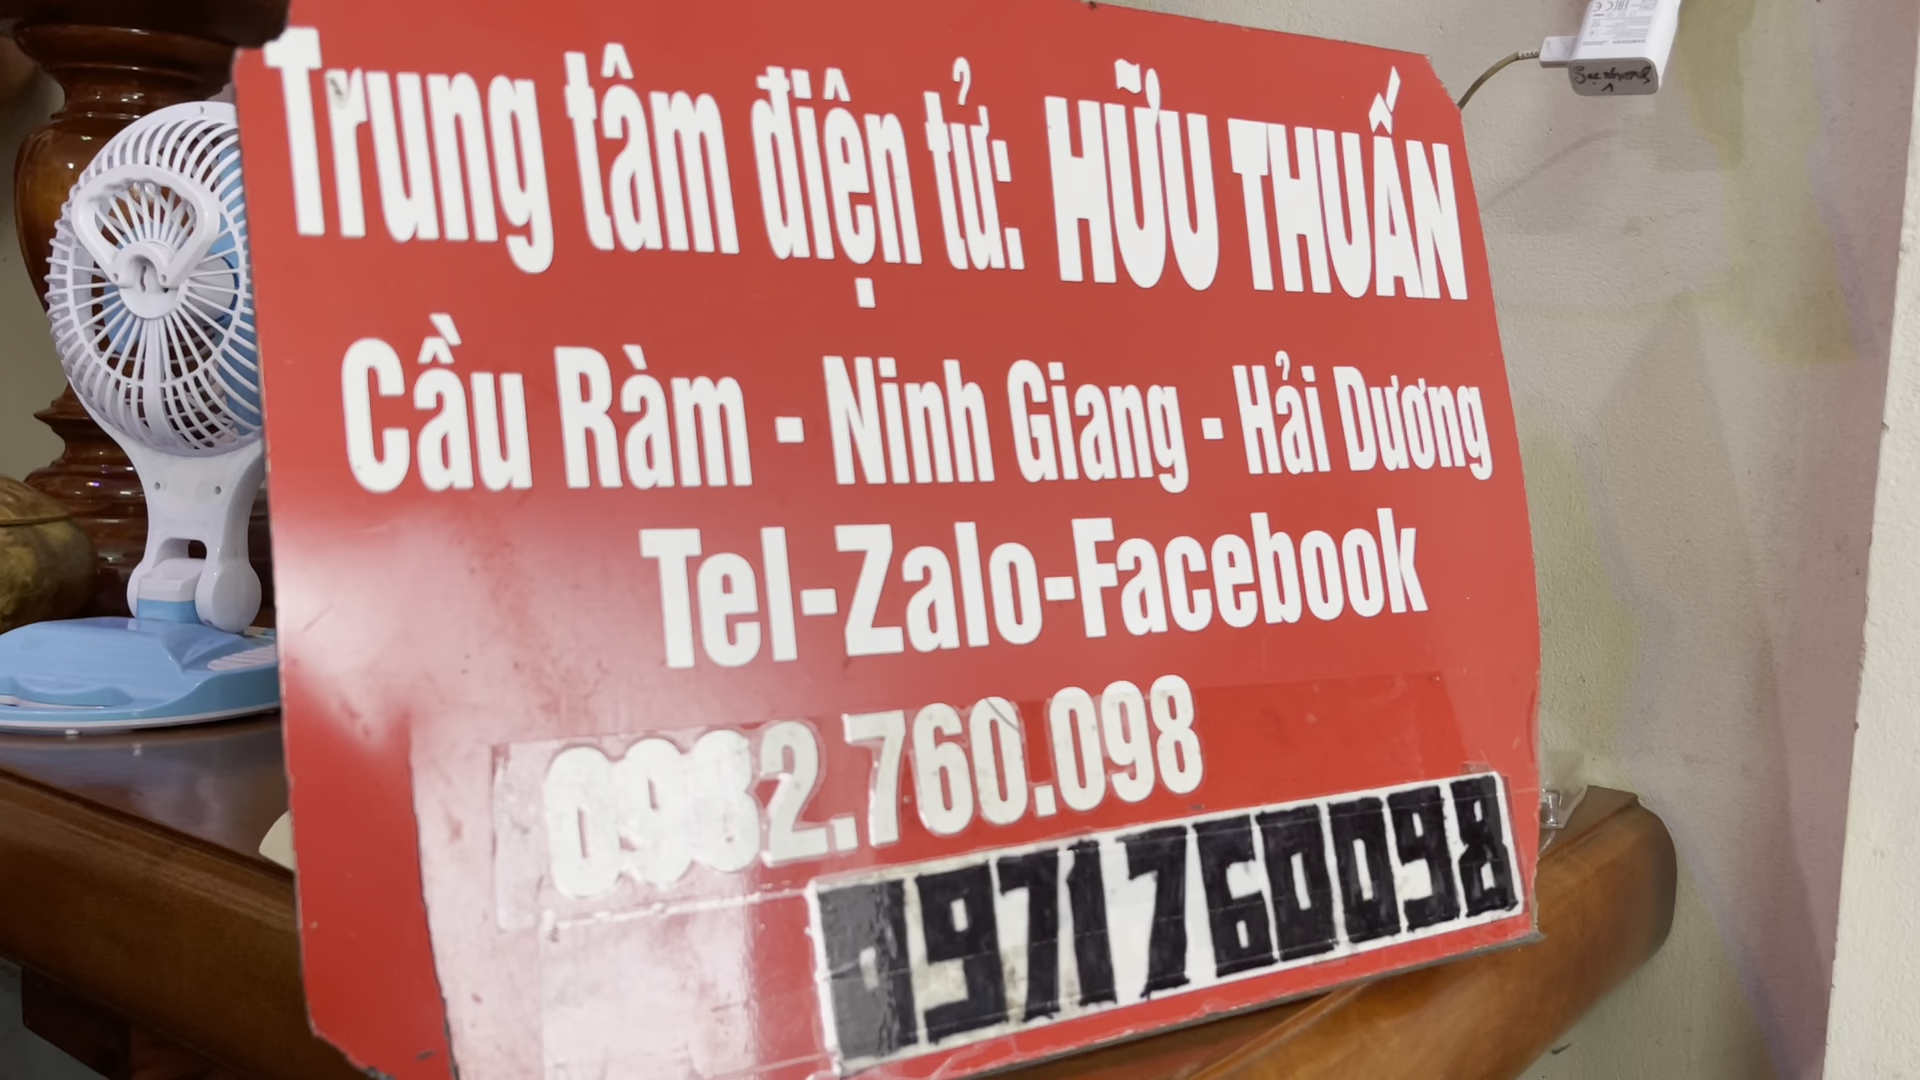 Trung tâm điện tử: HỮU THUẤN
Cầu Ràm - Ninh Giang - Hải Dương
Tel-Zalo-Facebook
0982.760.098
0971760098